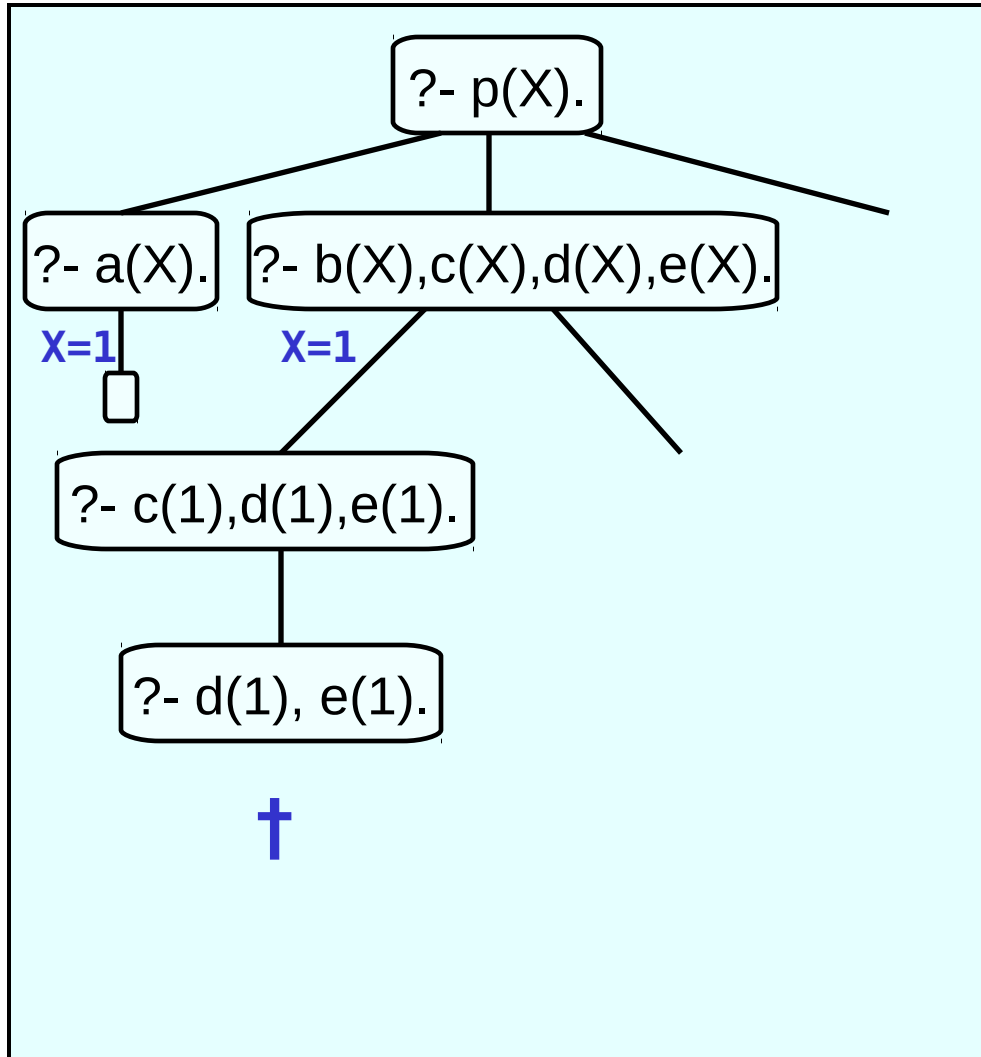 ?- p(X).
?- a(X).
?- b(X),c(X),d(X),e(X).
X=1
X=1
?- c(1),d(1),e(1).
?- d(1), e(1).
†